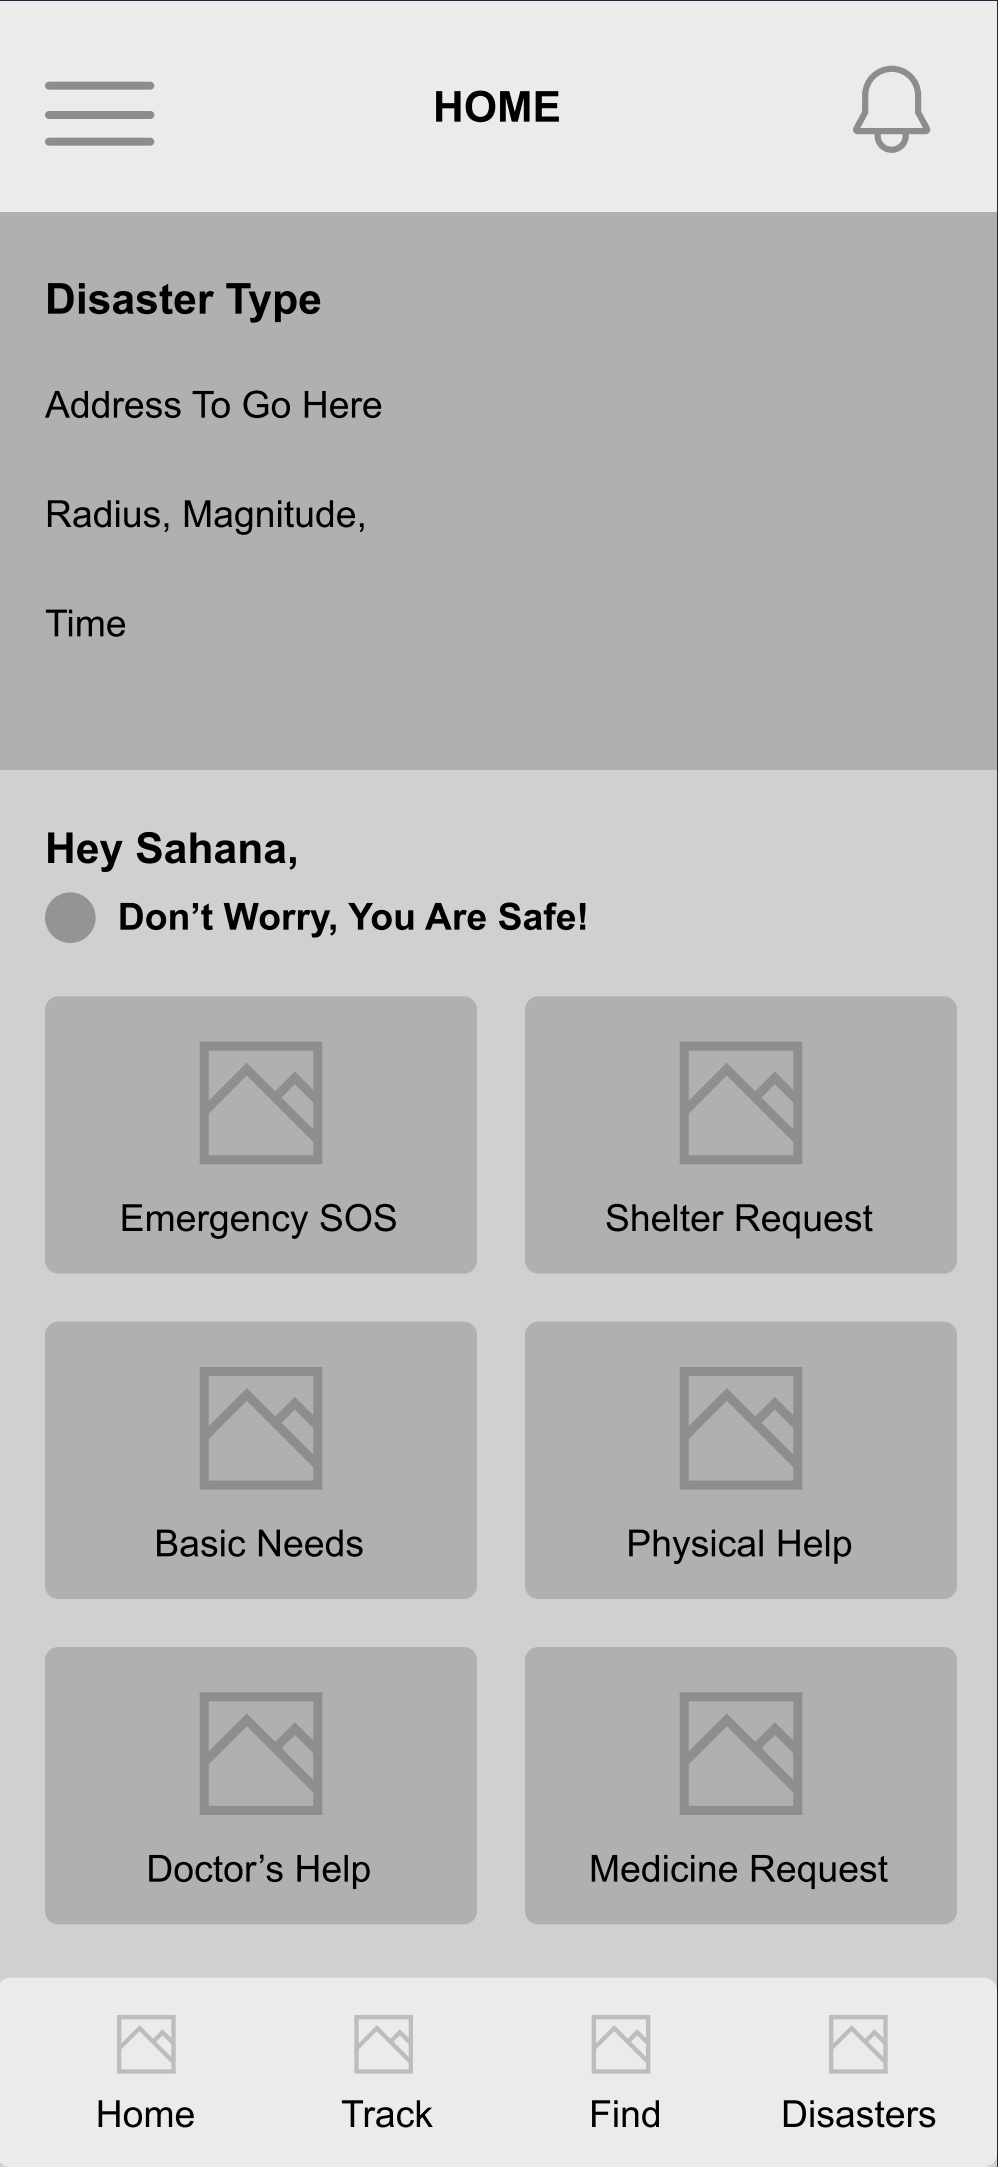 HOME
Disaster Type
Address To Go Here
Radius, Magnitude,
Time
Hey Sahana,
Don’t Worry, You Are Safe!
Emergency SOS
Shelter Request
Basic Needs
Physical Help
Doctor’s Help
Medicine Request
Home
Track
Find
Disasters